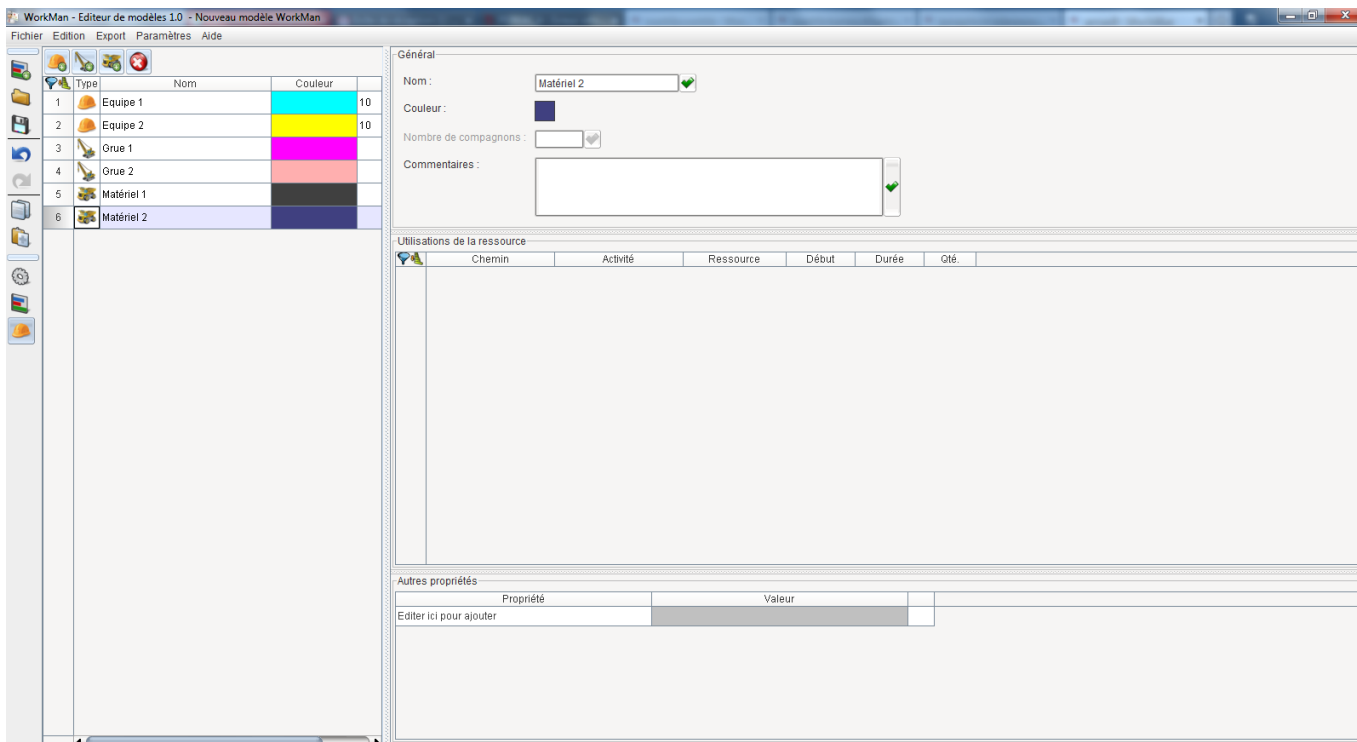 WorkMan - Editeur de modèles 1.0 - Nouveau modèle WorkMan
Fichier Edition Export Paramètres Aide
Type Nom Couleur
1 Equipe 1 10
2 Equipe 2 10
3 Grue 1
4 Grue 2
5 Matériel 1
6 Matériel 2
Général
Nom : Matériel 2
Couleur :
Nombre de compagnons :
Commentaires :
Utilisations de la ressource
Chemin Activité Ressource Début Durée Qté.
Autres propriétés
Propriété Valeur
Editer ici pour ajouter